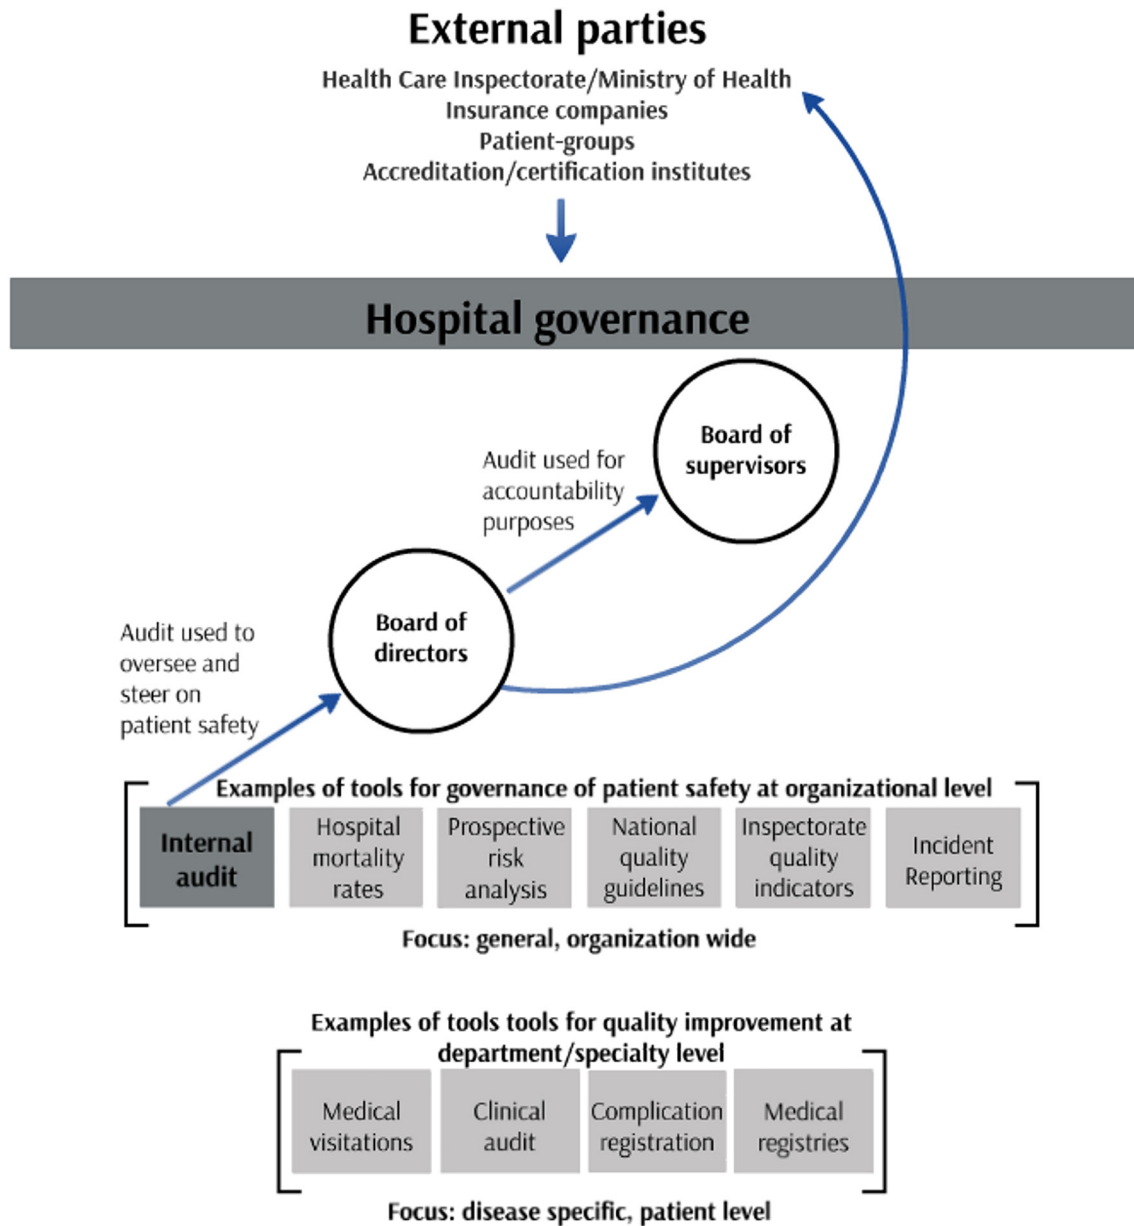 External parties
Health Care Inspectorate/Ministry of Health
Insurance companies
Patient-groups
Accreditation/certification institutes
Hospital governance
Board of
supervisors
Audit used for
accountability
purposes
Board of
directors
Audit used to
oversee and
steer on
patient safety
Examples of tools for governance of patient safety at organizational level
Internal
audit
Hospital
mortality
rates
Prospective
risk
analysis
National
quality
guidelines
Inspectorate
quality
indicators
Incident
Reporting
Focus: general, organization wide
Examples of tools tools for quality improvement at
department/specialty level
Medical
visitations
Clinical
audit
Complication
registration
Medical
registries
Focus: disease specific, patient level